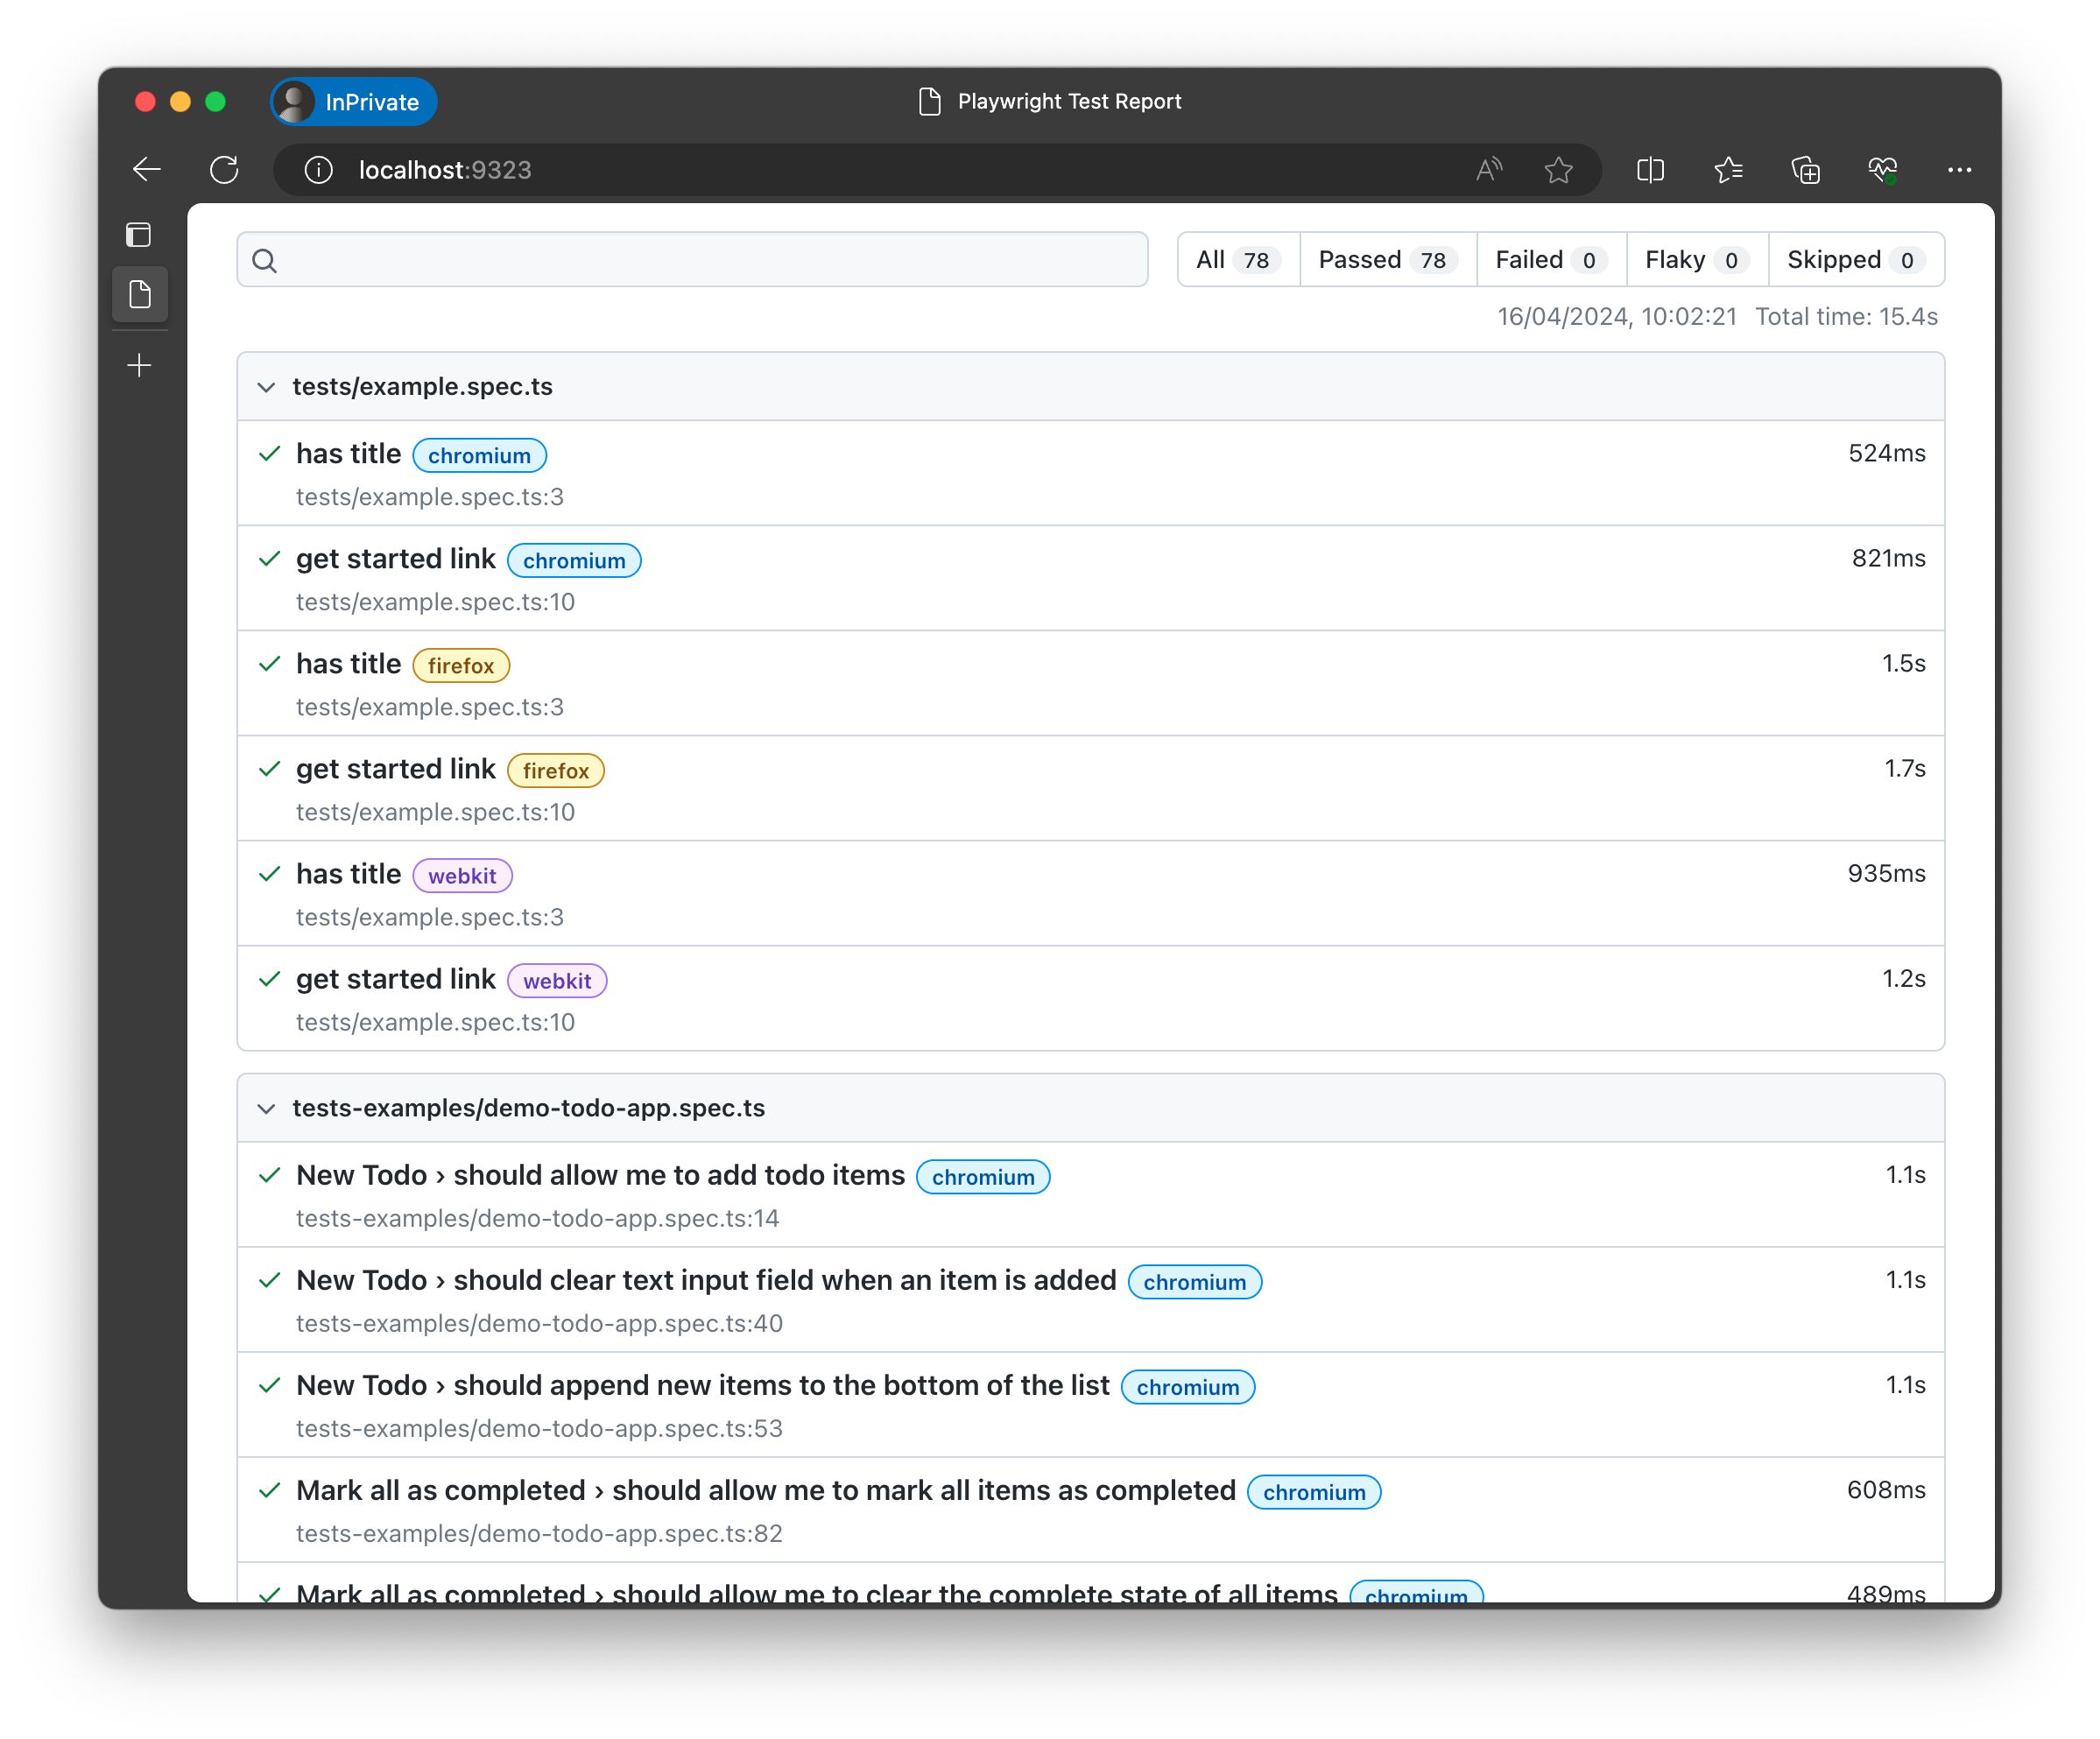 InPrivate
Playwright Test Report
localhost:9323
All 78 Passed 78 Failed 0 Flaky 0 Skipped 0
16/04/2024, 10:02:21 Total time: 15.4s
tests/example.spec.ts
has title chromium 524ms
tests/example.spec.ts:3
get started link chromium 821ms
tests/example.spec.ts:10
has title firefox 1.5s
tests/example.spec.ts:3
get started link firefox 1.7s
tests/example.spec.ts:10
has title webkit 935ms
tests/example.spec.ts:3
get started link webkit 1.2s
tests/example.spec.ts:10
tests-examples/demo-todo-app.spec.ts
New Todo › should allow me to add todo items chromium 1.1s
tests-examples/demo-todo-app.spec.ts:14
New Todo › should clear text input field when an item is added chromium 1.1s
tests-examples/demo-todo-app.spec.ts:40
New Todo › should append new items to the bottom of the list chromium 1.1s
tests-examples/demo-todo-app.spec.ts:53
Mark all as completed › should allow me to mark all items as completed chromium 608ms
tests-examples/demo-todo-app.spec.ts:82
Mark all as completed › should allow me to clear the complete state of all items chromium 489ms